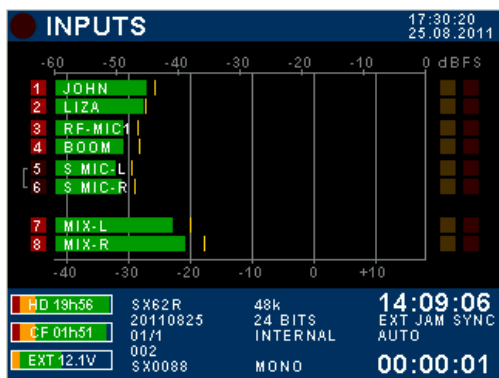 INPUTS 17:30:20
25.08.2011
-60 -50 -40 -30 -20 -10 0 dBFS
1 JOHN
2 LIZA
3 RF-MIC1
4 BOOM
5 S MIC-L
6 S MIC-R
7 MIX-L
8 MIX-R
-40 -30 -20 -10 0 +10
HD 19h56 SX62R 48k 14:09:06
20110825 24 BITS EXT JAM SYNC
CF 01h51 01/1 INTERNAL AUTO
002
EXT 12.1V SX0088 MONO 00:00:01